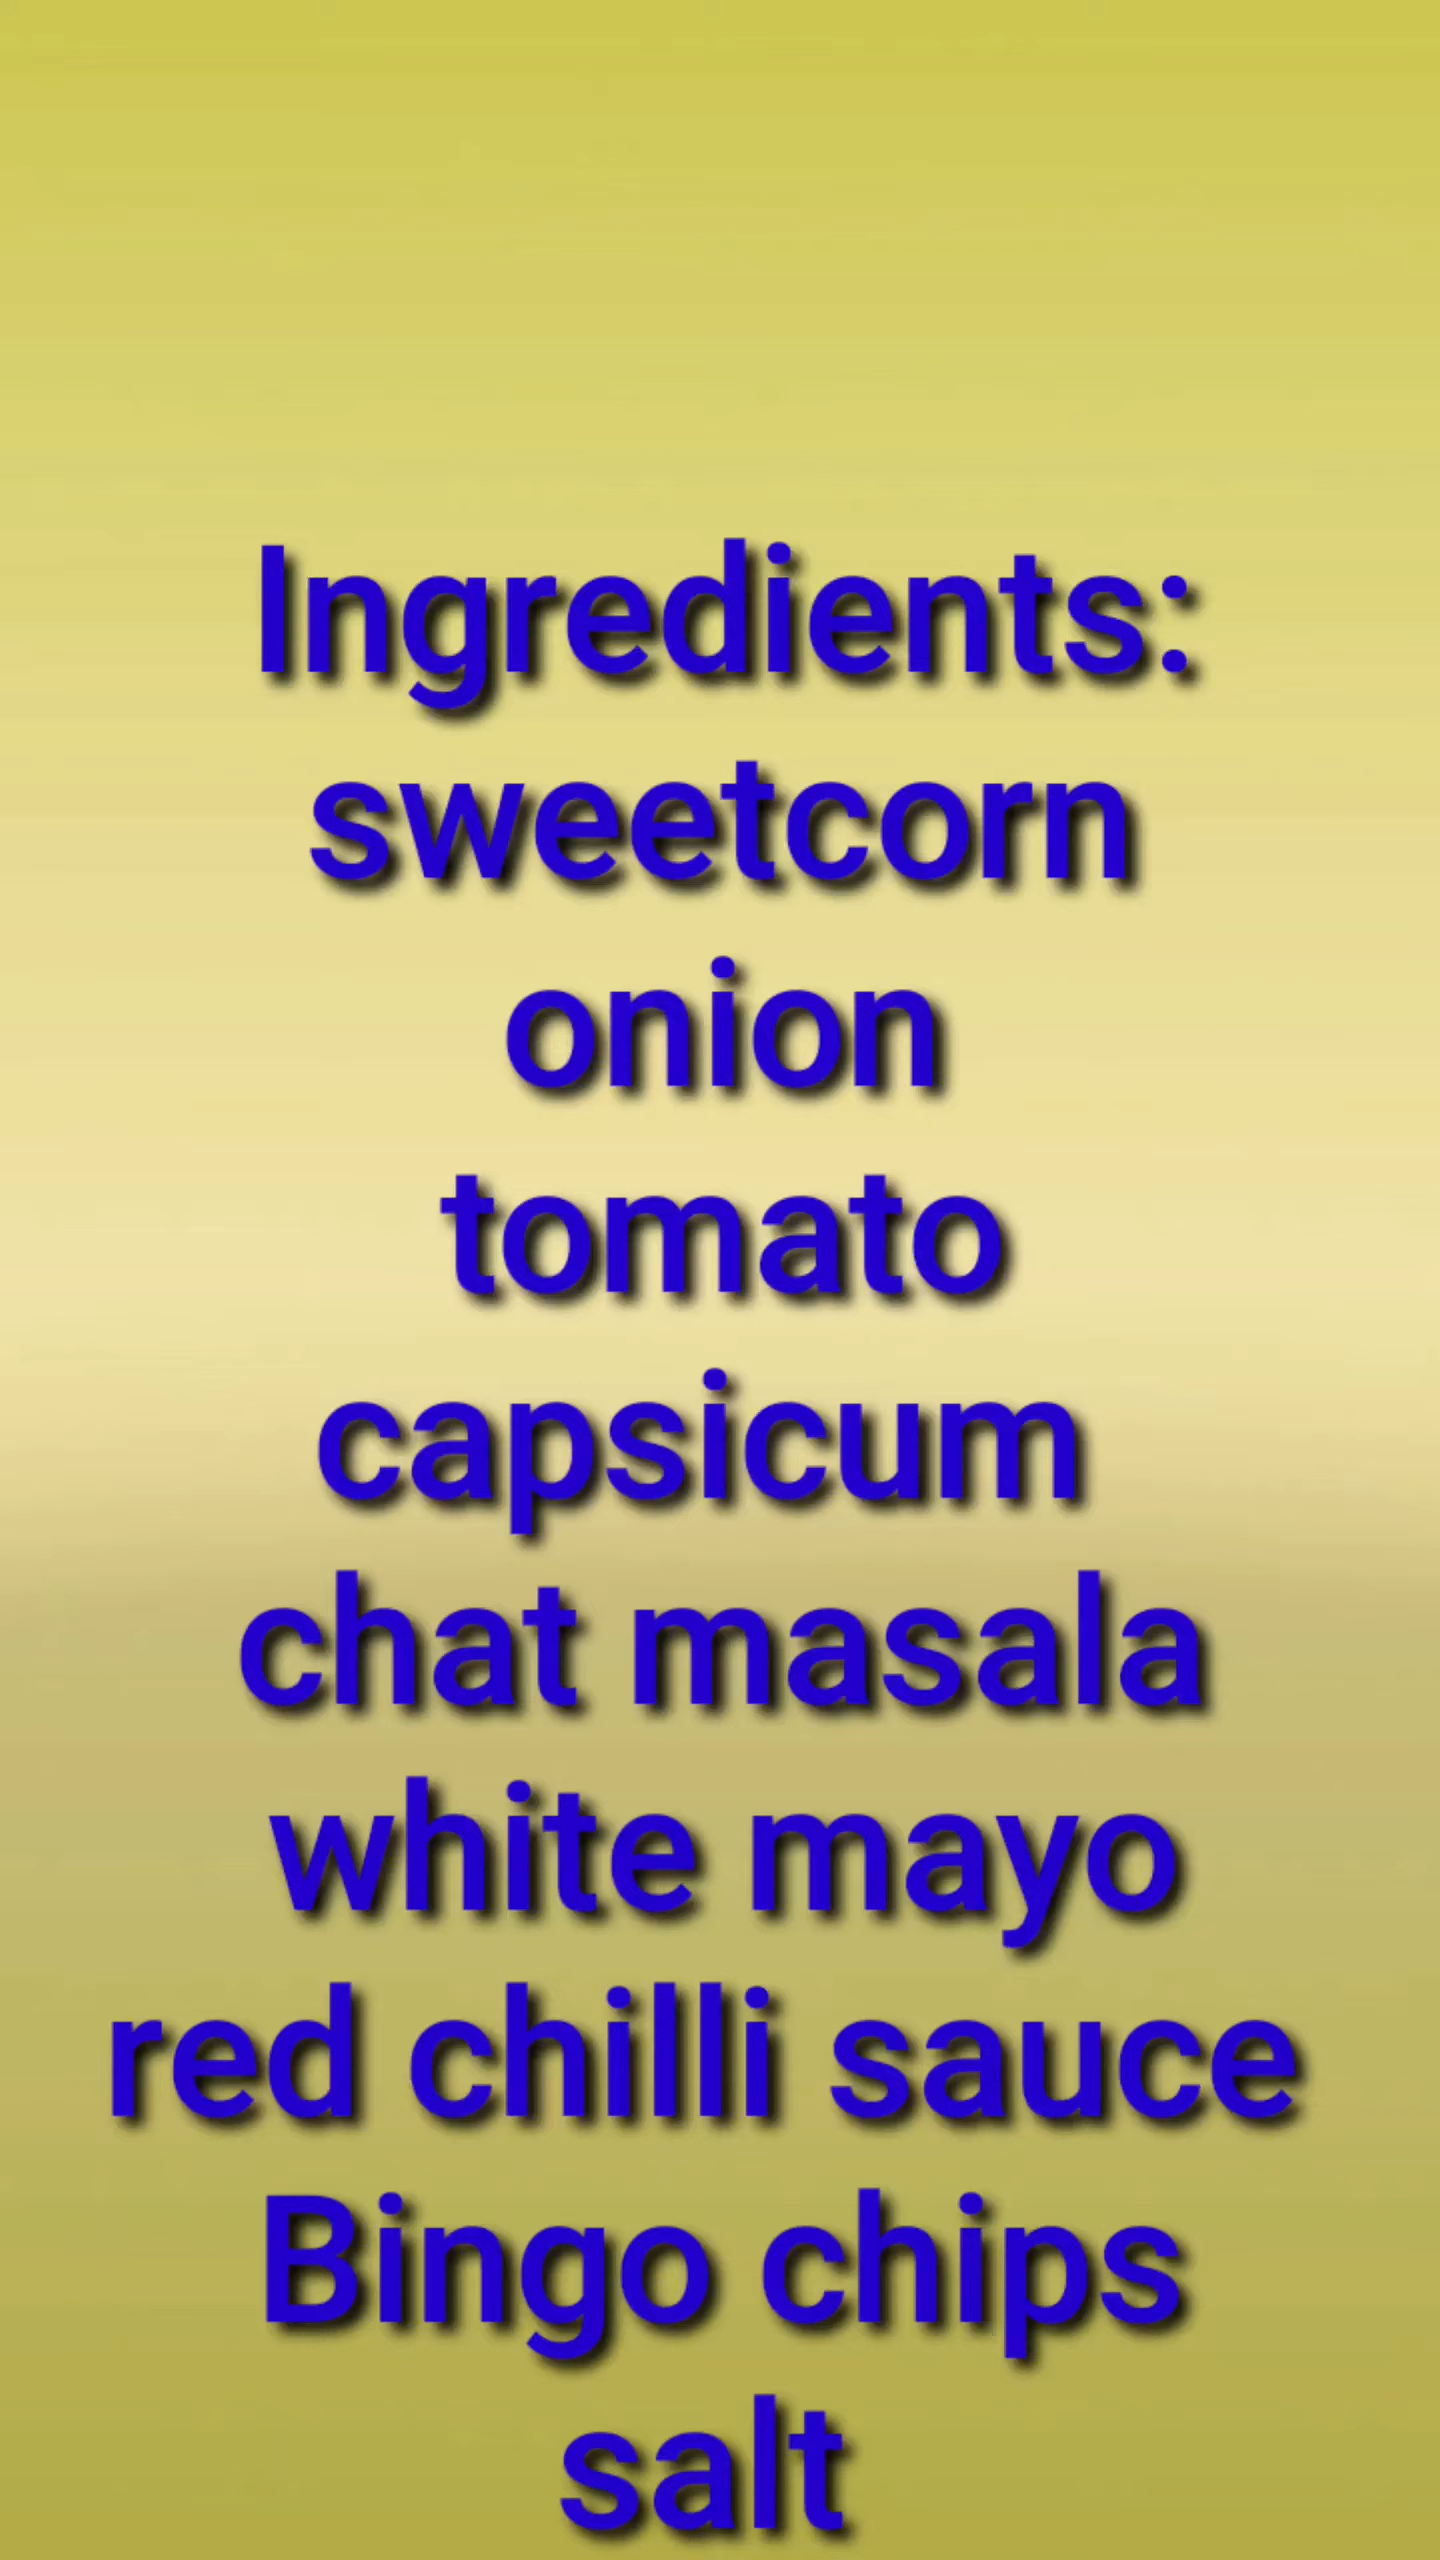 Ingredients:
sweetcorn
onion
tomato
capsicum
chat masala
white mayo
red chilli sauce
Bingo chips
salt